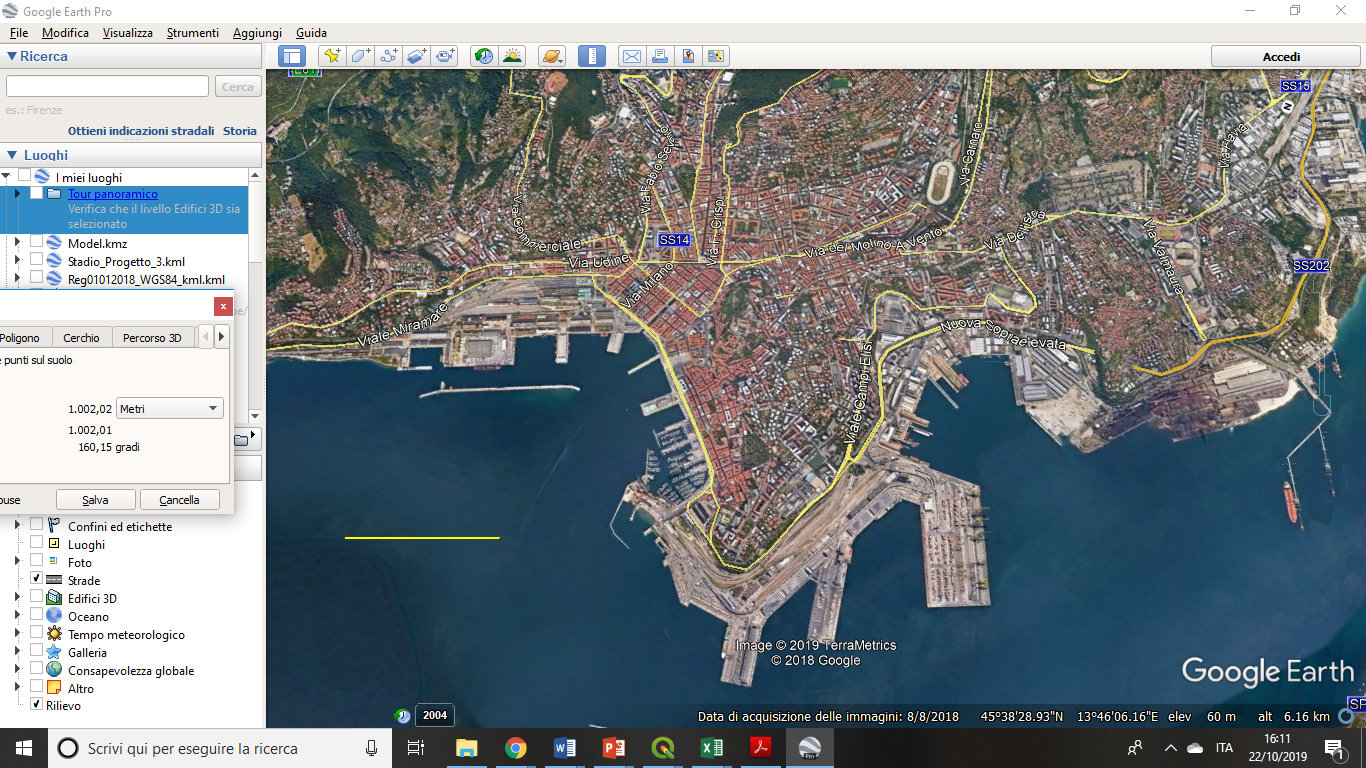 Google Earth Pro
File Modifica Visualizza Strumenti Aggiungi Guida
Ricerca
Accedi
Cerca
es.: Firenze
Ottieni indicazioni stradali Storia
Luoghi
I miei luoghi
Tour panoramico
Verifica che il livello Edifici 3D sia
selezionato
Model.kmz
Stadio_Progetto_3.kml
Reg01012018_WGS84_kml.kml
Poligono Cerchio Percorso 3D
punti sul suolo
1.002,02 Metri
1.002,01
160,15 gradi
Salva Cancella
Confini ed etichette
Luoghi
Foto
Strade
Edifici 3D
Oceano
Tempo meteorologico
Galleria
Consapevolezza globale
Altro
Rilievo
SS15
Via Flavia
Via Carnaro
Via Fabio Severo
Via Commerciale
SS14
Via F. Crispi
Via del Molino A Vento
Via Dell'Istria
Via Valmaura
SS202
Via Udine
Via Milano
Viale Miramare
Nuova Sopraelevata
Viale Campi Elisi
Image © 2019 TerraMetrics
© 2018 Google
Google Earth
SP
2004
Data di acquisizione delle immagini: 8/8/2018 45°38'28.93"N 13°46'06.16"E elev 60 m alt 6.16 km
Scrivi qui per eseguire la ricerca
ITA
16:11
22/10/2019
1